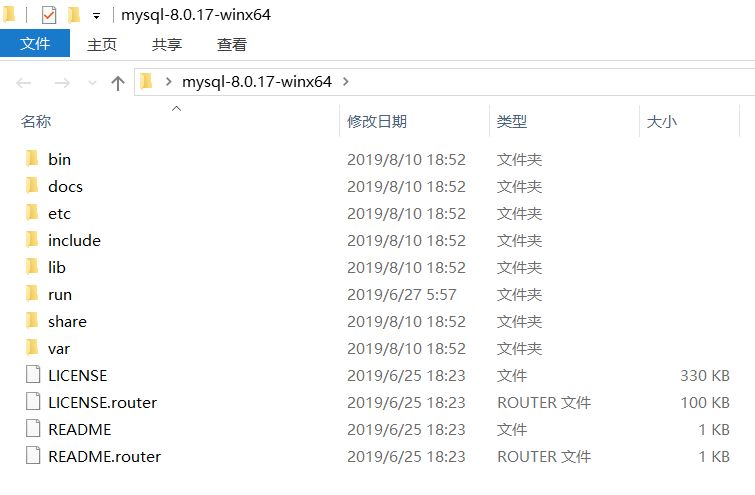 mysql-8.0.17-winx64
文件 主页 共享 查看
mysql-8.0.17-winx64
名称 修改日期 类型 大小
bin 2019/8/10 18:52 文件夹
docs 2019/8/10 18:52 文件夹
etc 2019/8/10 18:52 文件夹
include 2019/8/10 18:52 文件夹
lib 2019/8/10 18:52 文件夹
run 2019/6/27 5:57 文件夹
share 2019/8/10 18:52 文件夹
var 2019/8/10 18:52 文件夹
LICENSE 2019/6/25 18:23 文件 330 KB
LICENSE.router 2019/6/25 18:23 ROUTER 文件 100 KB
README 2019/6/25 18:23 文件 1 KB
README.router 2019/6/25 18:23 ROUTER 文件 1 KB